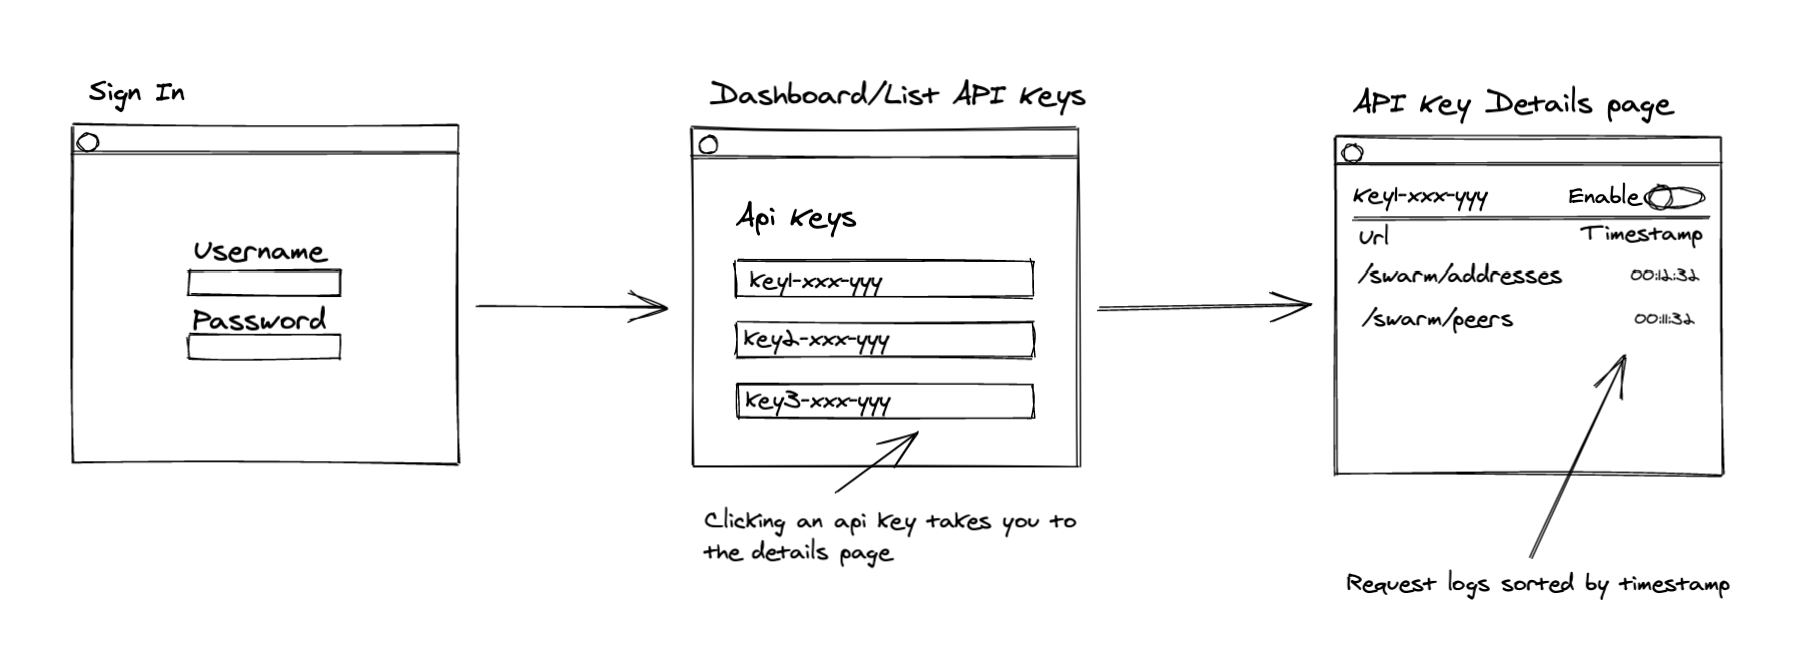 Sign In
Username
Password
Dashboard/List API Keys
Api Keys
key1-xxx-yyy
key2-xxx-yyy
key3-xxx-yyy
Clicking an api key takes you to
the details page
API Key Details page
key1-xxx-yyy Enable
Url Timestamp
/swarm/addresses 00:12:32
/swarm/peers 00:11:32
Request logs sorted by timestamp